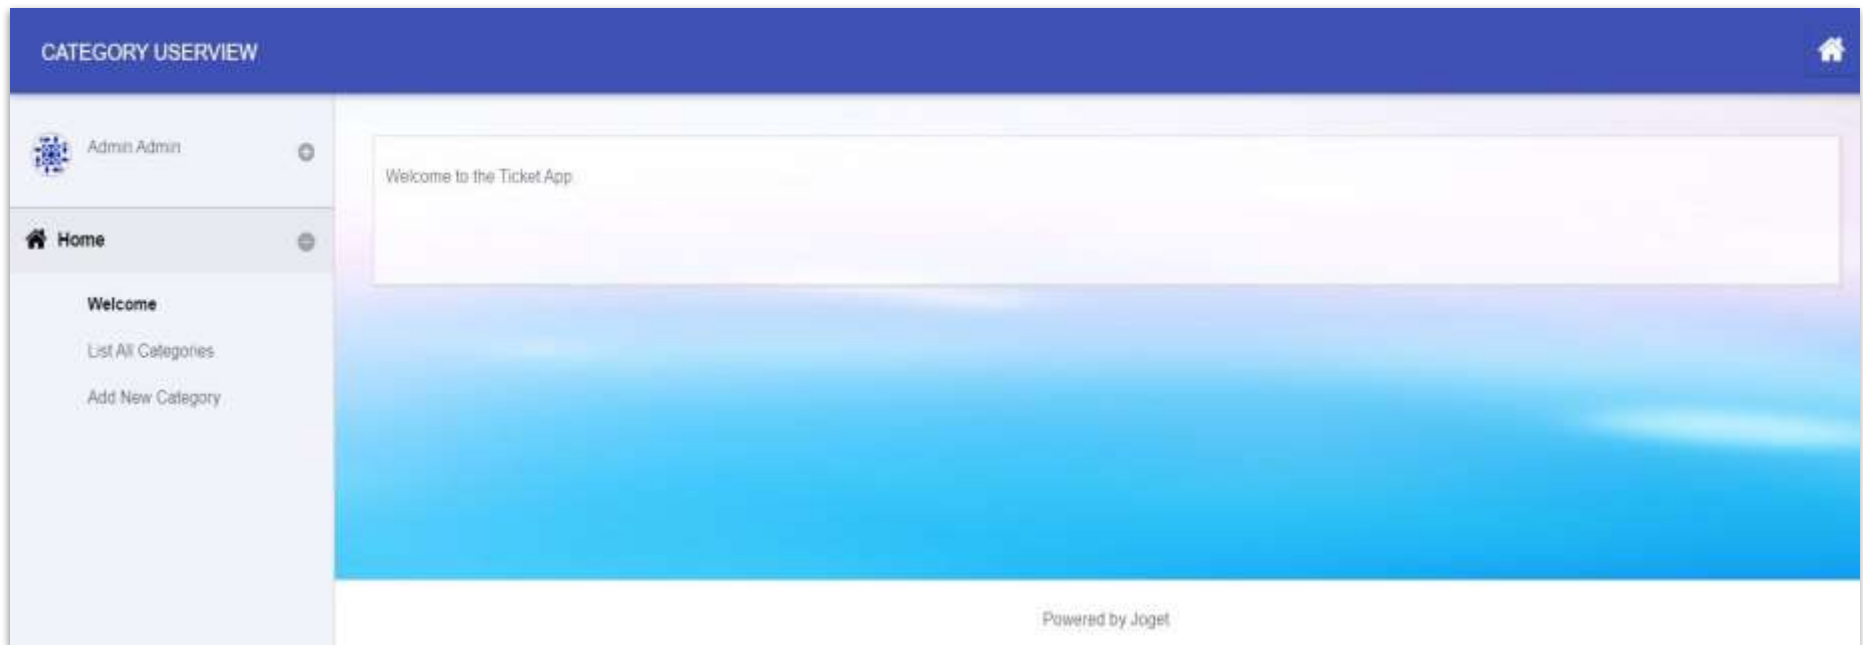 CATEGORY USERVIEW
Admin Admin
Welcome to the Ticket App
Home
Welcome
List All Categories
Add New Category
Powered by Joget